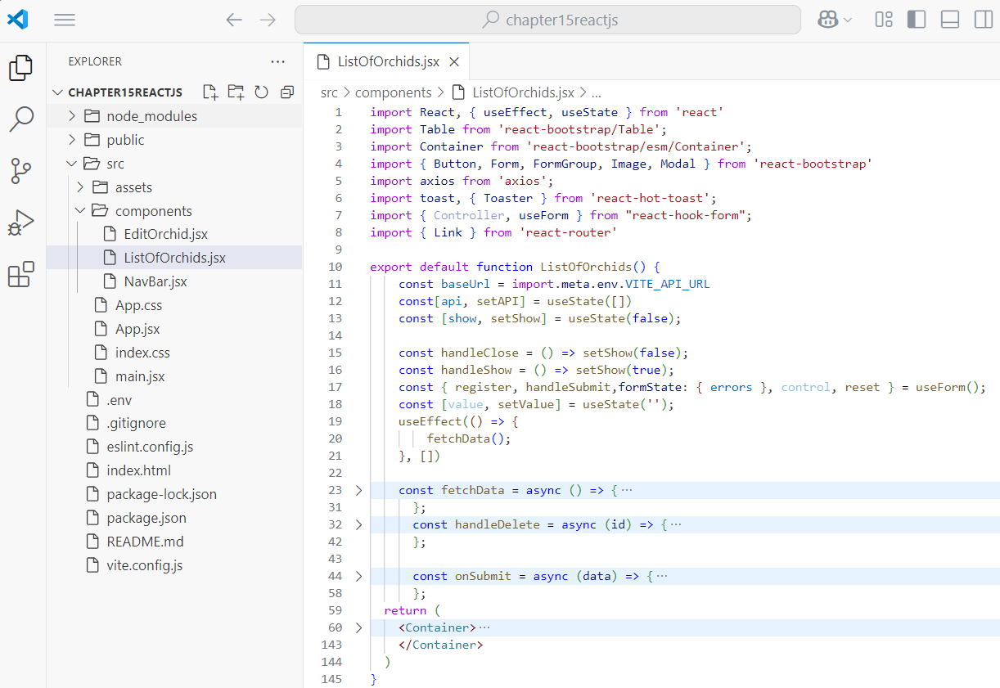 chapter15reactjs
EXPLORER ...
CHAPTER15REACTJS
node_modules
public
src
assets
components
EditOrchid.jsx
ListOfOrchids.jsx
NavBar.jsx
App.css
App.jsx
index.css
main.jsx
.env
.gitignore
eslint.config.js
index.html
package-lock.json
package.json
README.md
vite.config.js
ListOfOrchids.jsx
src > components > ListOfOrchids.jsx > ...
1 import React, { useEffect, useState } from 'react'
2 import Table from 'react-bootstrap/Table';
3 import Container from 'react-bootstrap/esm/Container';
4 import { Button, Form, FormGroup, Image, Modal } from 'react-bootstrap'
5 import axios from 'axios';
6 import toast, { Toaster } from 'react-hot-toast';
7 import { Controller, useForm } from "react-hook-form";
8 import { Link } from 'react-router'
9
10 export default function ListOfOrchids() {
11 const baseUrl = import.meta.env.VITE_API_URL
12 const[api, setAPI] = useState([])
13 const [show, setShow] = useState(false);
14
15 const handleClose = () => setShow(false);
16 const handleShow = () => setShow(true);
17 const { register, handleSubmit,formState: { errors }, control, reset } = useForm();
18 const [value, setValue] = useState('');
19 useEffect(() => {
20 fetchData();
21 }, [])
22
23 const fetchData = async () => { ...
31 };
32 const handleDelete = async (id) => { ...
42 };
43
44 const onSubmit = async (data) => { ...
58 };
59 return (
60 <Container> ...
143 </Container>
144 )
145 }